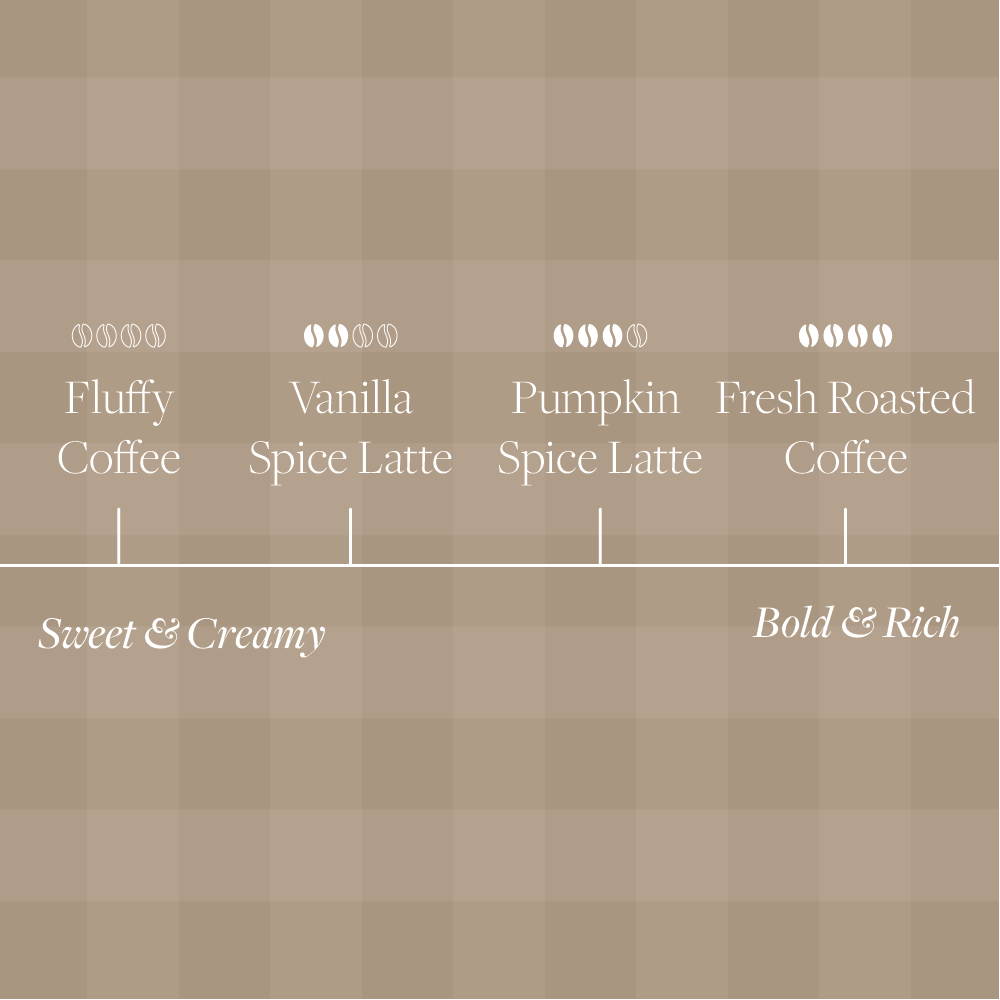 Fluffy
Coffee
Vanilla
Spice Latte
Pumpkin
Spice Latte
Fresh Roasted
Coffee
Sweet & Creamy
Bold & Rich